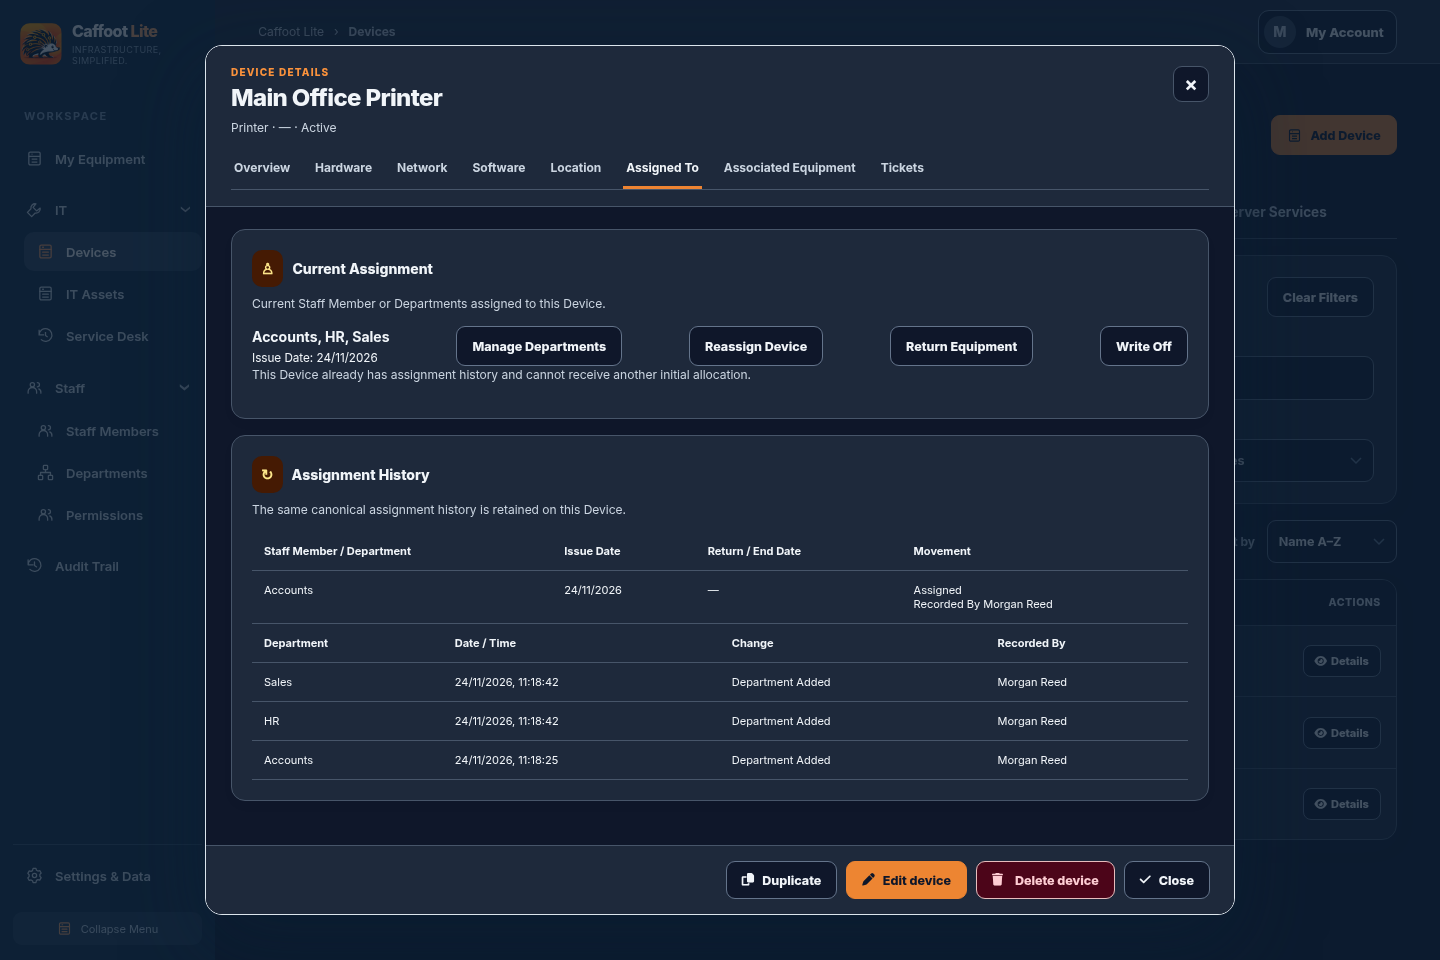 Caffoot Lite
INFRASTRUCTURE,
SIMPLIFIED.
Caffoot Lite › Devices
M My Account
WORKSPACE
My Equipment
IT
Devices
IT Assets
Service Desk
Staff
Staff Members
Departments
Permissions
Audit Trail
Settings & Data
Collapse Menu
DEVICE DETAILS
Main Office Printer
Printer · — · Active
Overview Hardware Network Software Location Assigned To Associated Equipment Tickets
Current Assignment
Current Staff Member or Departments assigned to this Device.
Accounts, HR, Sales
Issue Date: 24/11/2026
Manage Departments Reassign Device Return Equipment Write Off
This Device already has assignment history and cannot receive another initial allocation.
Assignment History
The same canonical assignment history is retained on this Device.
Staff Member / Department Issue Date Return / End Date Movement
Accounts 24/11/2026 — Assigned
Recorded By Morgan Reed
Department Date / Time Change Recorded By
Sales 24/11/2026, 11:18:42 Department Added Morgan Reed
HR 24/11/2026, 11:18:42 Department Added Morgan Reed
Accounts 24/11/2026, 11:18:25 Department Added Morgan Reed
Duplicate Edit device Delete device Close
Add Device
Services
Clear Filters
by Name A–Z
ACTIONS
Details
Details
Details